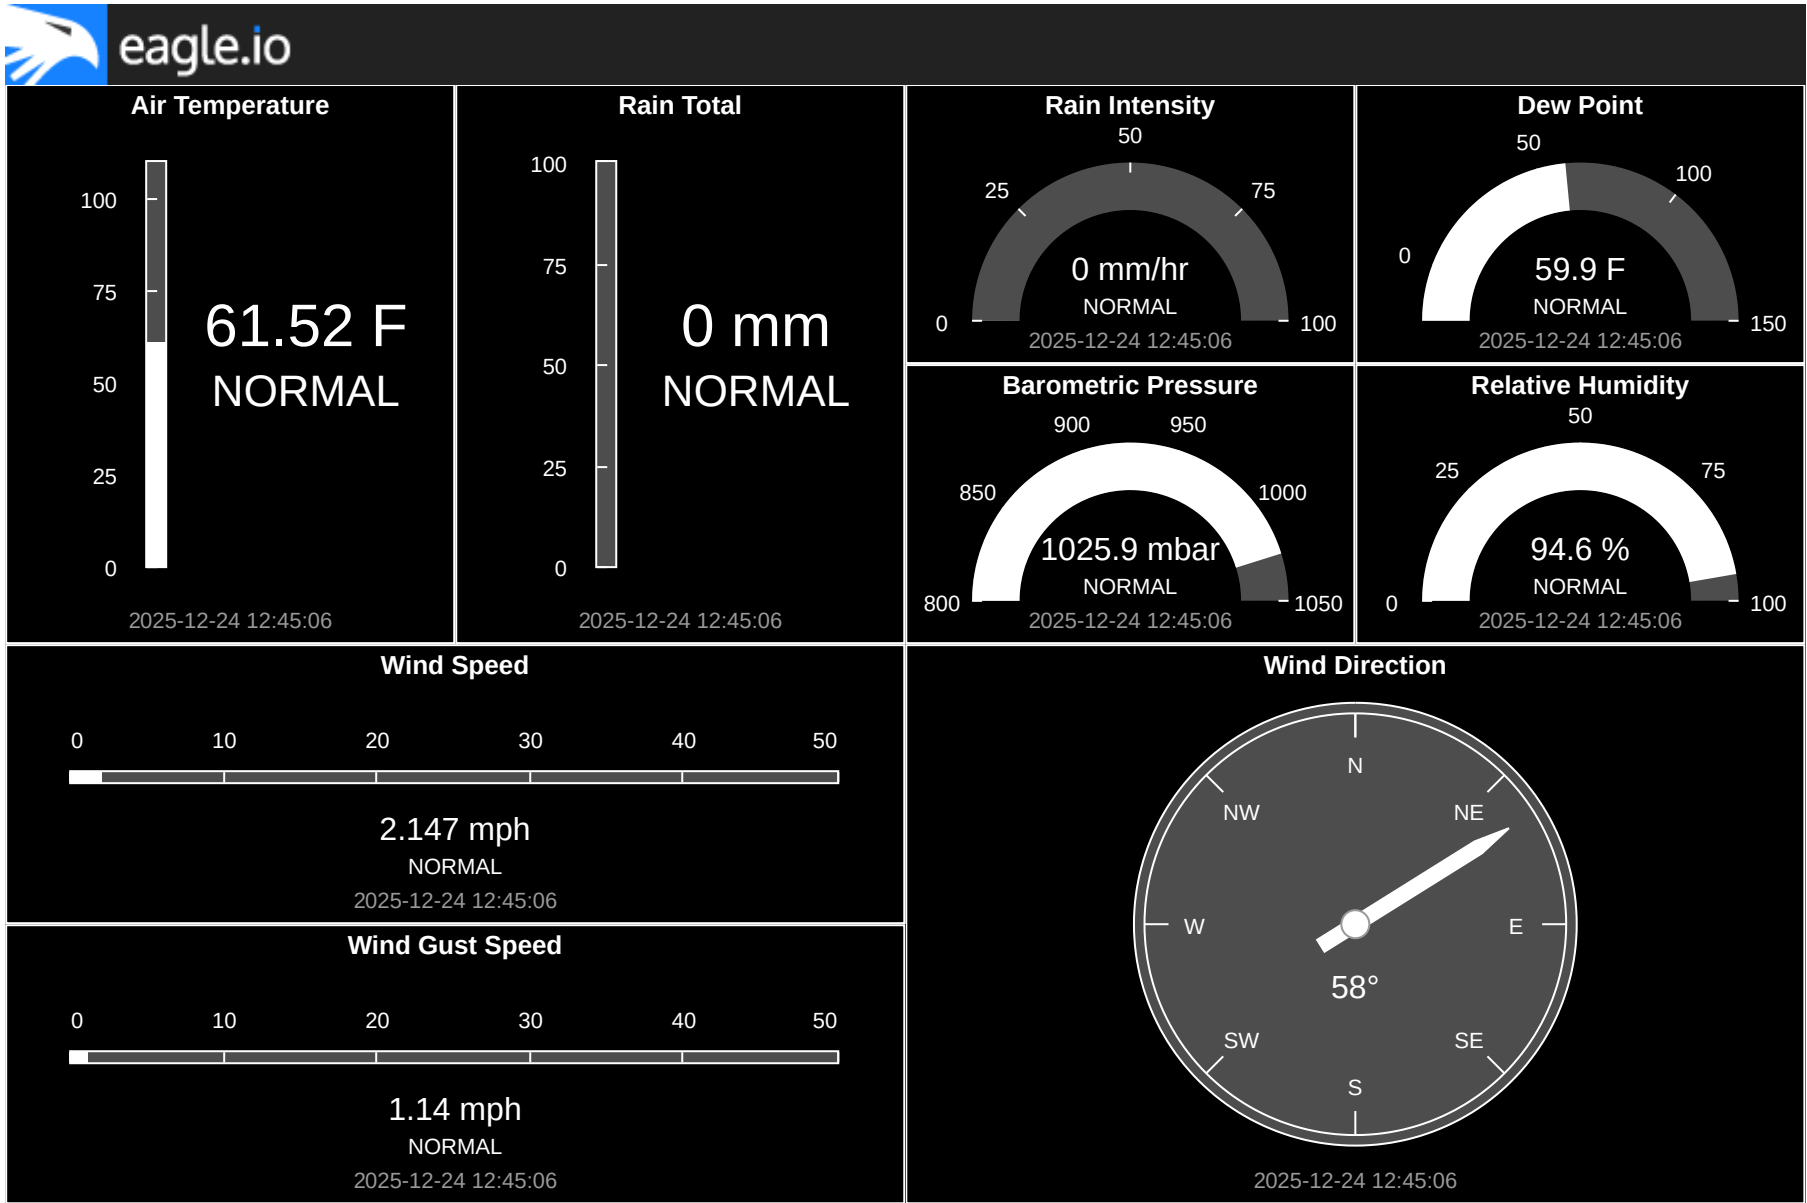 eagle.io
Air Temperature
100
75
50
25
0
61.52 F
NORMAL
2025-12-24 12:45:06
Rain Total
100
75
50
25
0
0 mm
NORMAL
2025-12-24 12:45:06
Rain Intensity
50
25
75
0
100
0 mm/hr
NORMAL
2025-12-24 12:45:06
Dew Point
50
100
0
150
59.9 F
NORMAL
2025-12-24 12:45:06
Barometric Pressure
900
950
850
1000
800
1050
1025.9 mbar
NORMAL
2025-12-24 12:45:06
Relative Humidity
50
25
75
0
100
94.6 %
NORMAL
2025-12-24 12:45:06
Wind Speed
0 10 20 30 40 50
2.147 mph
NORMAL
2025-12-24 12:45:06
Wind Gust Speed
0 10 20 30 40 50
1.14 mph
NORMAL
2025-12-24 12:45:06
Wind Direction
N
NW NE
W E
58°
SW SE
S
2025-12-24 12:45:06